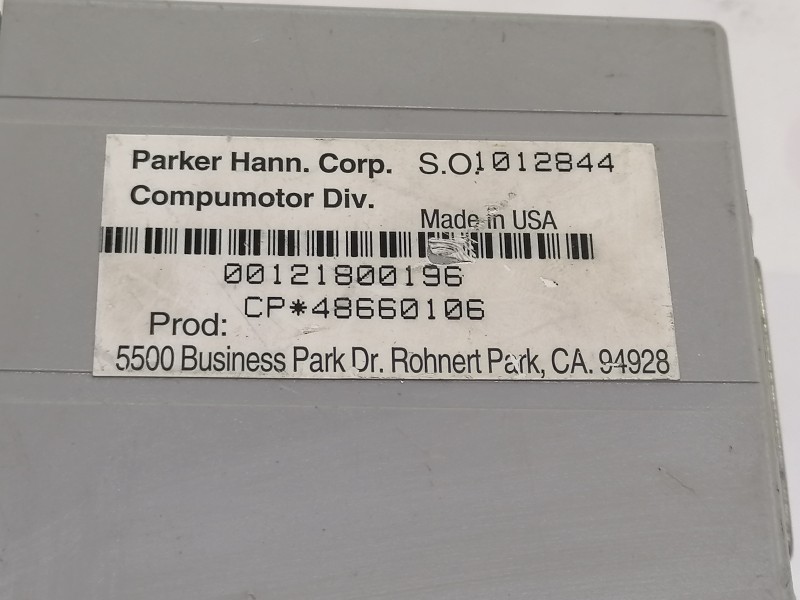 Parker Hann. Corp. S.O. 1012844
Compumotor Div.
Made in USA
00121800196
Prod: CP*48660106
5500 Business Park Dr. Rohnert Park, CA. 94928